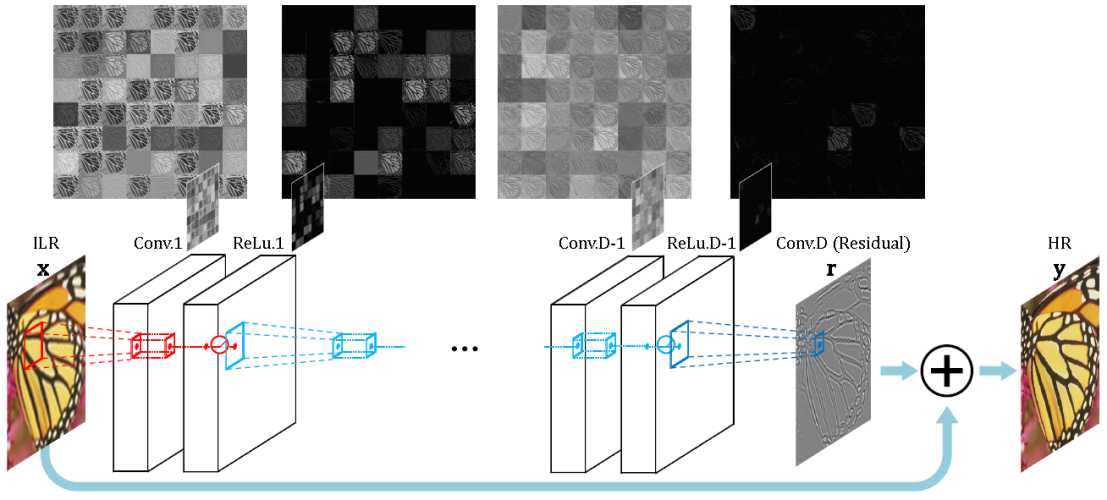 ILR
x
Conv.1
ReLu.1
...
Conv.D-1
ReLu.D-1
Conv.D (Residual)
r
HR
y